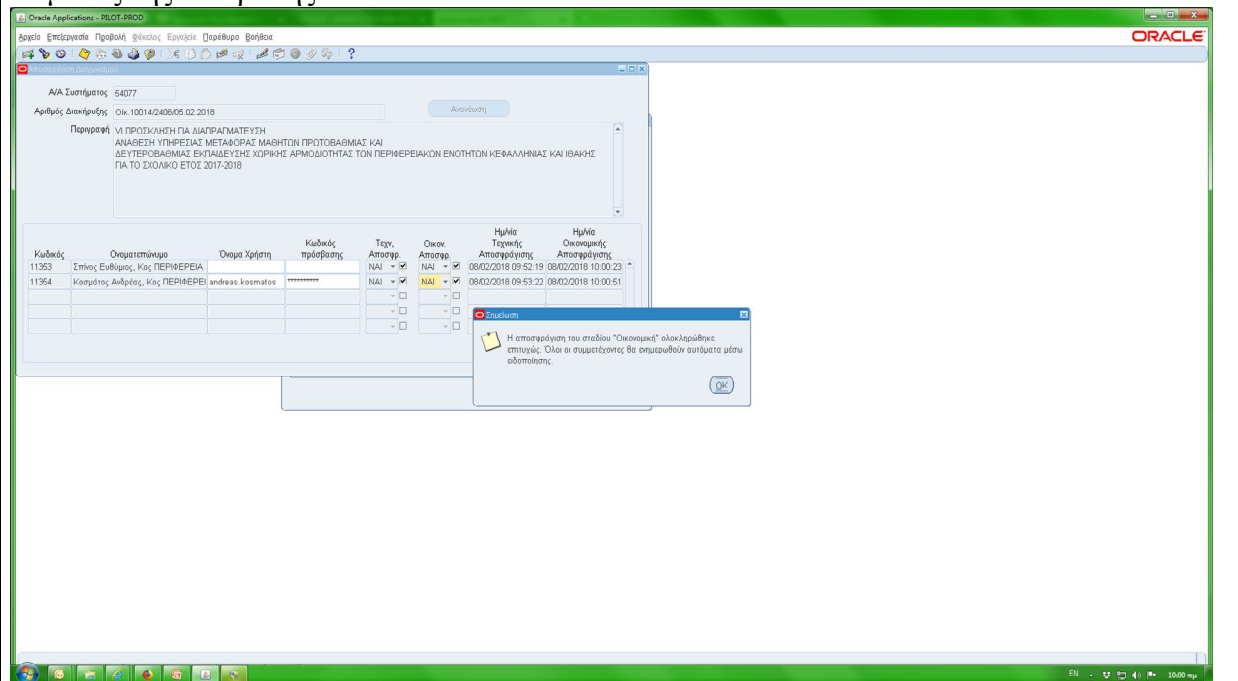 Oracle Applications - PILOT-PROD
Αρχείο Επεξεργασία Προβολή Φάκελος Εργαλεία Παράθυρο Βοήθεια
ORACLE
Αποσφράγιση Διαγωνισμού
Α/Α Συστήματος 54077
Αριθμός Διακήρυξης Οίκ.10014/2406/05.02.2018
Ανανέωση
Περιγραφή VI ΠΡΟΣΚΛΗΣΗ ΓΙΑ ΔΙΑΠΡΑΓΜΑΤΕΥΣΗ
ΑΝΑΘΕΣΗ ΥΠΗΡΕΣΙΑΣ ΜΕΤΑΦΟΡΑΣ ΜΑΘΗΤΩΝ ΠΡΩΤΟΒΑΘΜΙΑΣ ΚΑΙ
ΔΕΥΤΕΡΟΒΑΘΜΙΑΣ ΕΚΠΑΙΔΕΥΣΗΣ ΧΩΡΙΚΗΣ ΑΡΜΟΔΙΟΤΗΤΑΣ ΤΩΝ ΠΕΡΙΦΕΡΕΙΑΚΩΝ ΕΝΟΤΗΤΩΝ ΚΕΦΑΛΛΗΝΙΑΣ ΚΑΙ ΙΘΑΚΗΣ
ΓΙΑ ΤΟ ΣΧΟΛΙΚΟ ΕΤΟΣ 2017-2018
Κωδικός Ονοματεπώνυμο Όνομα Χρήστη Κωδικός πρόσβασης Τεχν, Αποσφρ. Οικον. Αποσφρ. Ημ/νία Τεχνικής Αποσφράγισης Ημ/νία Οικονομικής Αποσφράγισης
11353 Σπίνος Ευθύμιος, Κος ΠΕΡΙΦΕΡΕΙΑ ΝΑΙ ΝΑΙ 08/02/2018 09:52:19 08/02/2018 10:00:23
11354 Κοσμάτος Ανδρέας, Κος ΠΕΡΙΦΕΡΕΙ andreas.kosmatos ********** ΝΑΙ ΝΑΙ 08/02/2018 09:53:22 08/02/2018 10:00:51
Σημείωση
Η αποσφράγιση του σταδίου "Οικονομική" ολοκληρώθηκε
επιτυχώς. Όλοι οι συμμετέχοντες θα ενημερωθούν αυτόματα μέσω
ειδοποίησης.
OK
EN 10:00 πμ